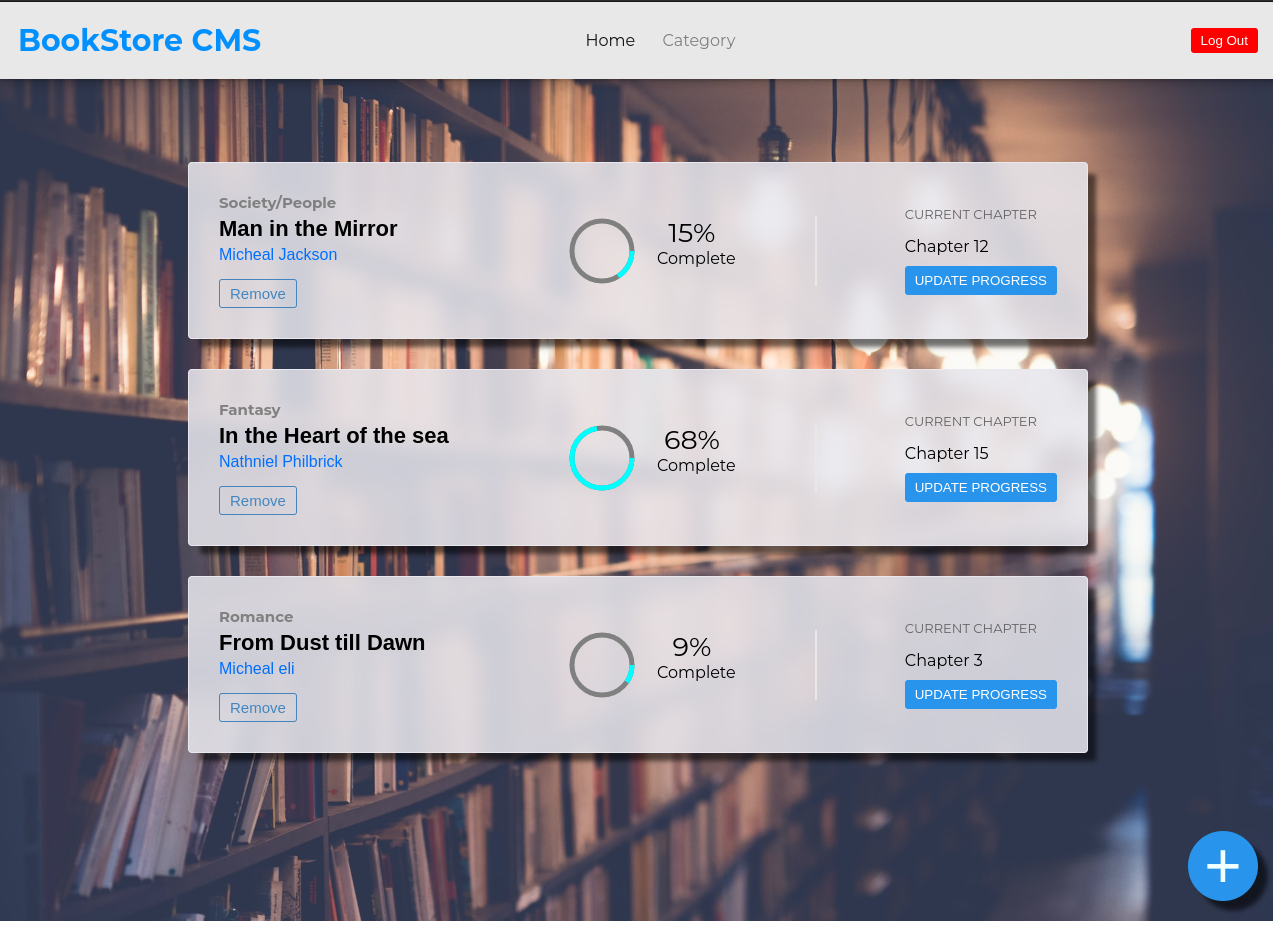 BookStore CMS
Home
Category
Log Out
Society/People
Man in the Mirror
Micheal Jackson
Remove
15%
Complete
CURRENT CHAPTER
Chapter 12
UPDATE PROGRESS
Fantasy
In the Heart of the sea
Nathniel Philbrick
Remove
68%
Complete
CURRENT CHAPTER
Chapter 15
UPDATE PROGRESS
Romance
From Dust till Dawn
Micheal eli
Remove
9%
Complete
CURRENT CHAPTER
Chapter 3
UPDATE PROGRESS
+